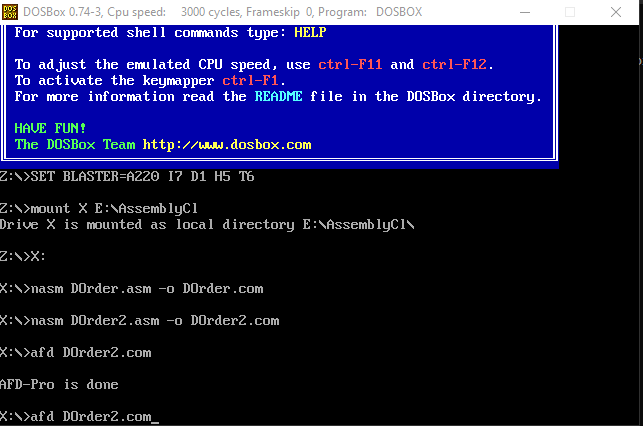 DOS BOX DOSBox 0.74-3, Cpu speed: 3000 cycles, Frameskip 0, Program: DOSBOX
For supported shell commands type: HELP
To adjust the emulated CPU speed, use ctrl-F11 and ctrl-F12.
To activate the keymapper ctrl-F1.
For more information read the README file in the DOSBox directory.
HAVE FUN!
The DOSBox Team http://www.dosbox.com
Z:\>SET BLASTER=A220 I7 D1 H5 T6
Z:\>mount X E:\AssemblyCl
Drive X is mounted as local directory E:\AssemblyCl\
Z:\>X:
X:\>nasm DOrder.asm -o DOrder.com
X:\>nasm DOrder2.asm -o DOrder2.com
X:\>afd DOrder2.com
AFD-Pro is done
X:\>afd DOrder2.com_